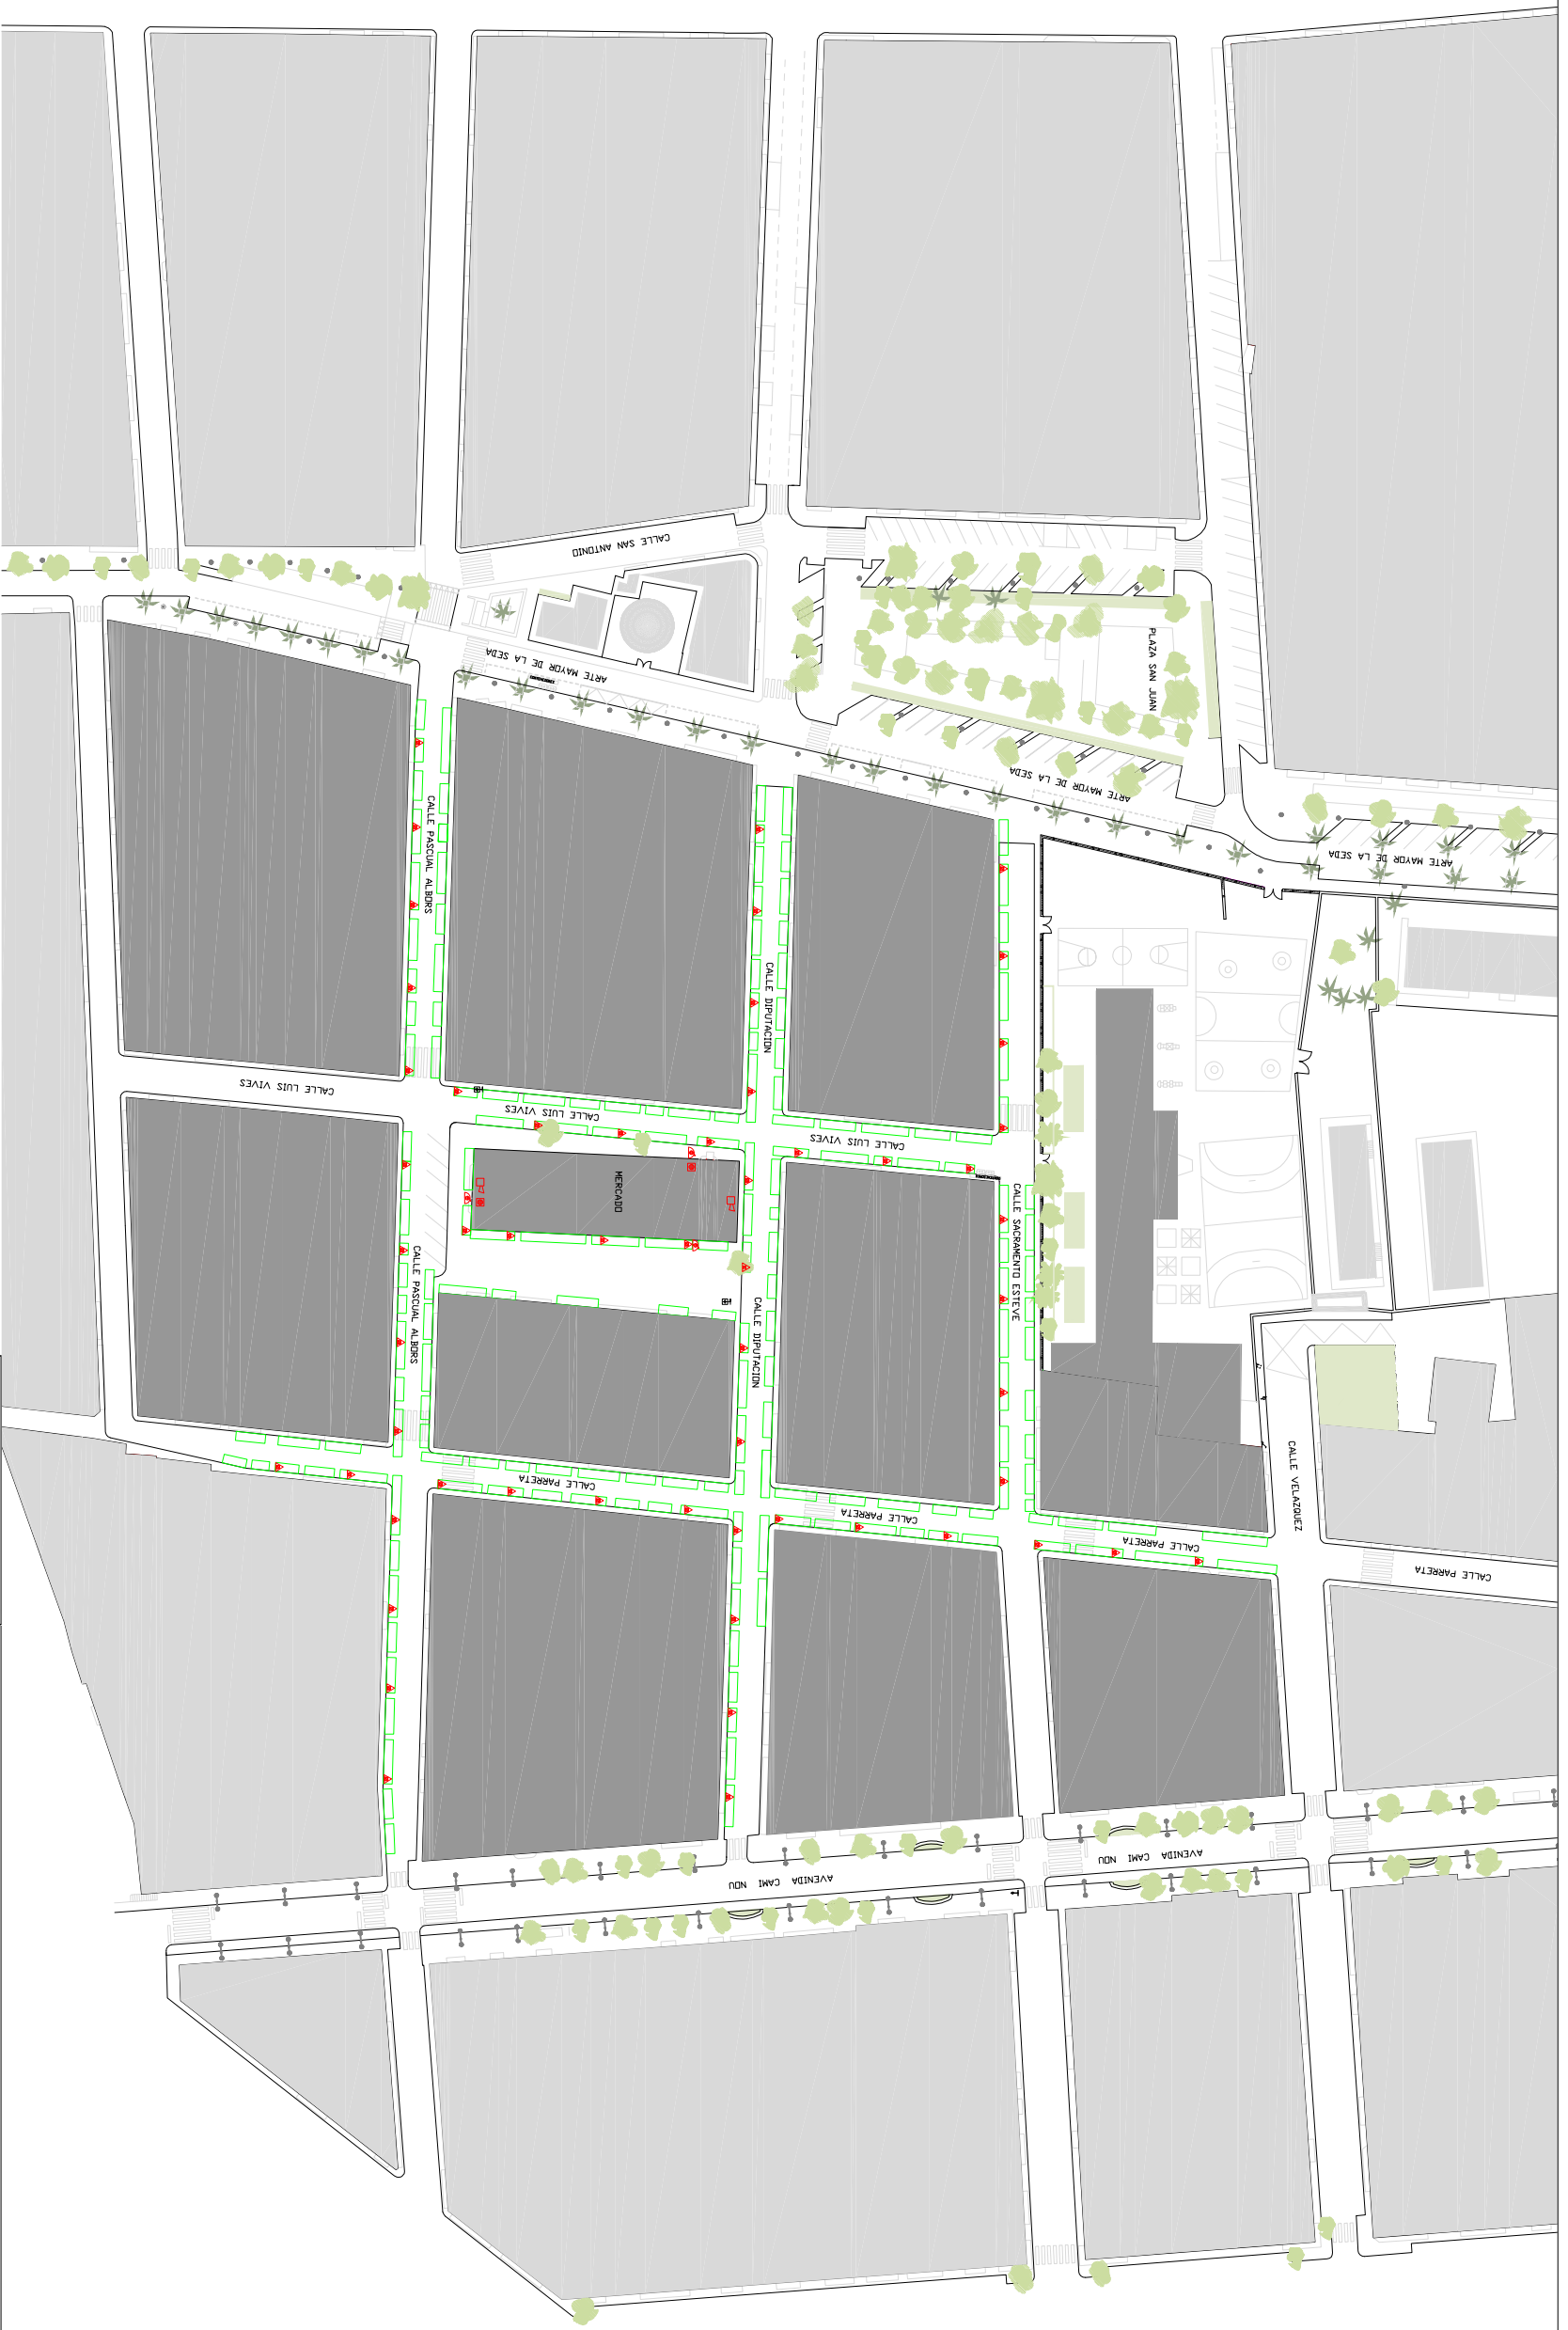 CALLE SAN ANTONIO
PLAZA SAN JUAN
ARTE MAYOR DE LA SEDA
ARTE MAYOR DE LA SEDA
ARTE MAYOR DE LA SEDA
CALLE PASCUAL ALBORS
CALLE DIPUTACION
CALLE LUIS VIVES
CALLE LUIS VIVES
CALLE LUIS VIVES
MERCADO
CALLE SACRAMENTO ESTEVE
CALLE PASCUAL ALBORS
CALLE DIPUTACION
CALLE VELAZQUEZ
CALLE PARRETA
CALLE PARRETA
CALLE PARRETA
CALLE PARRETA
AVENIDA CAMI NOU
AVENIDA CAMI NOU